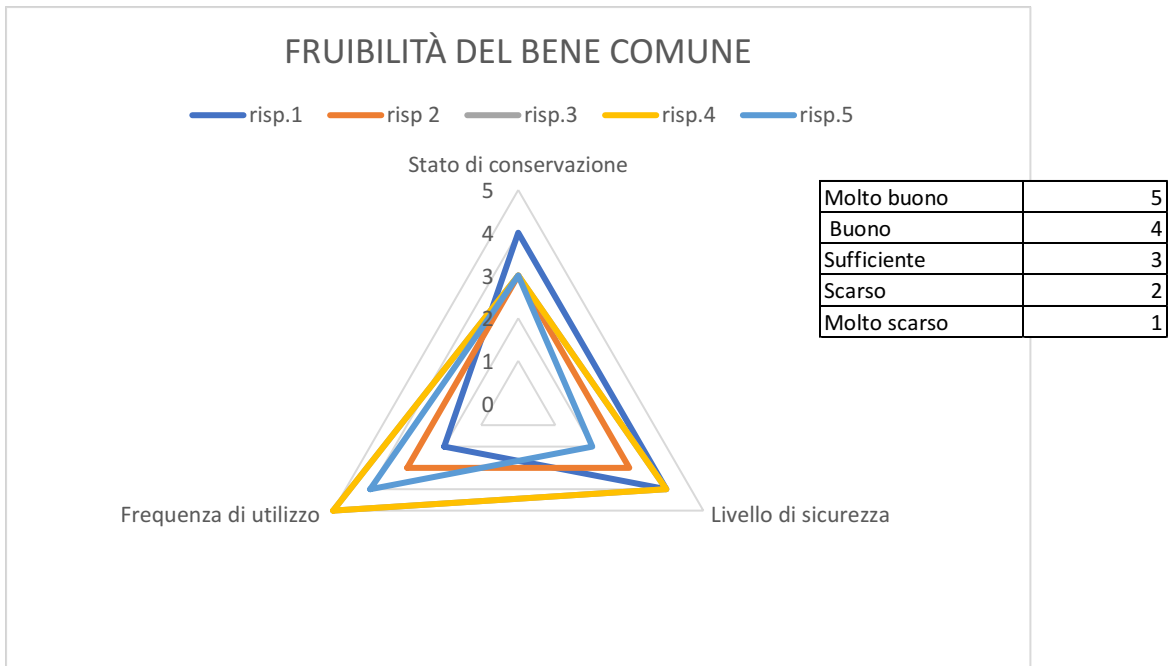 FRUIBILITÀ DEL BENE COMUNE
risp.1 risp 2 risp.3 risp.4 risp.5
Stato di conservazione
5
4
3
2
1
0
Frequenza di utilizzo
Livello di sicurezza
Molto buono 5
Buono 4
Sufficiente 3
Scarso 2
Molto scarso 1